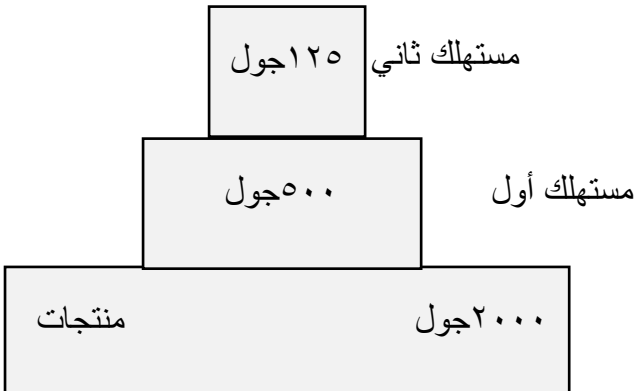 ١٢٥جول مستهلك ثاني
مستهلك أول ٥٠٠جول
٢٠٠٠جول منتجات